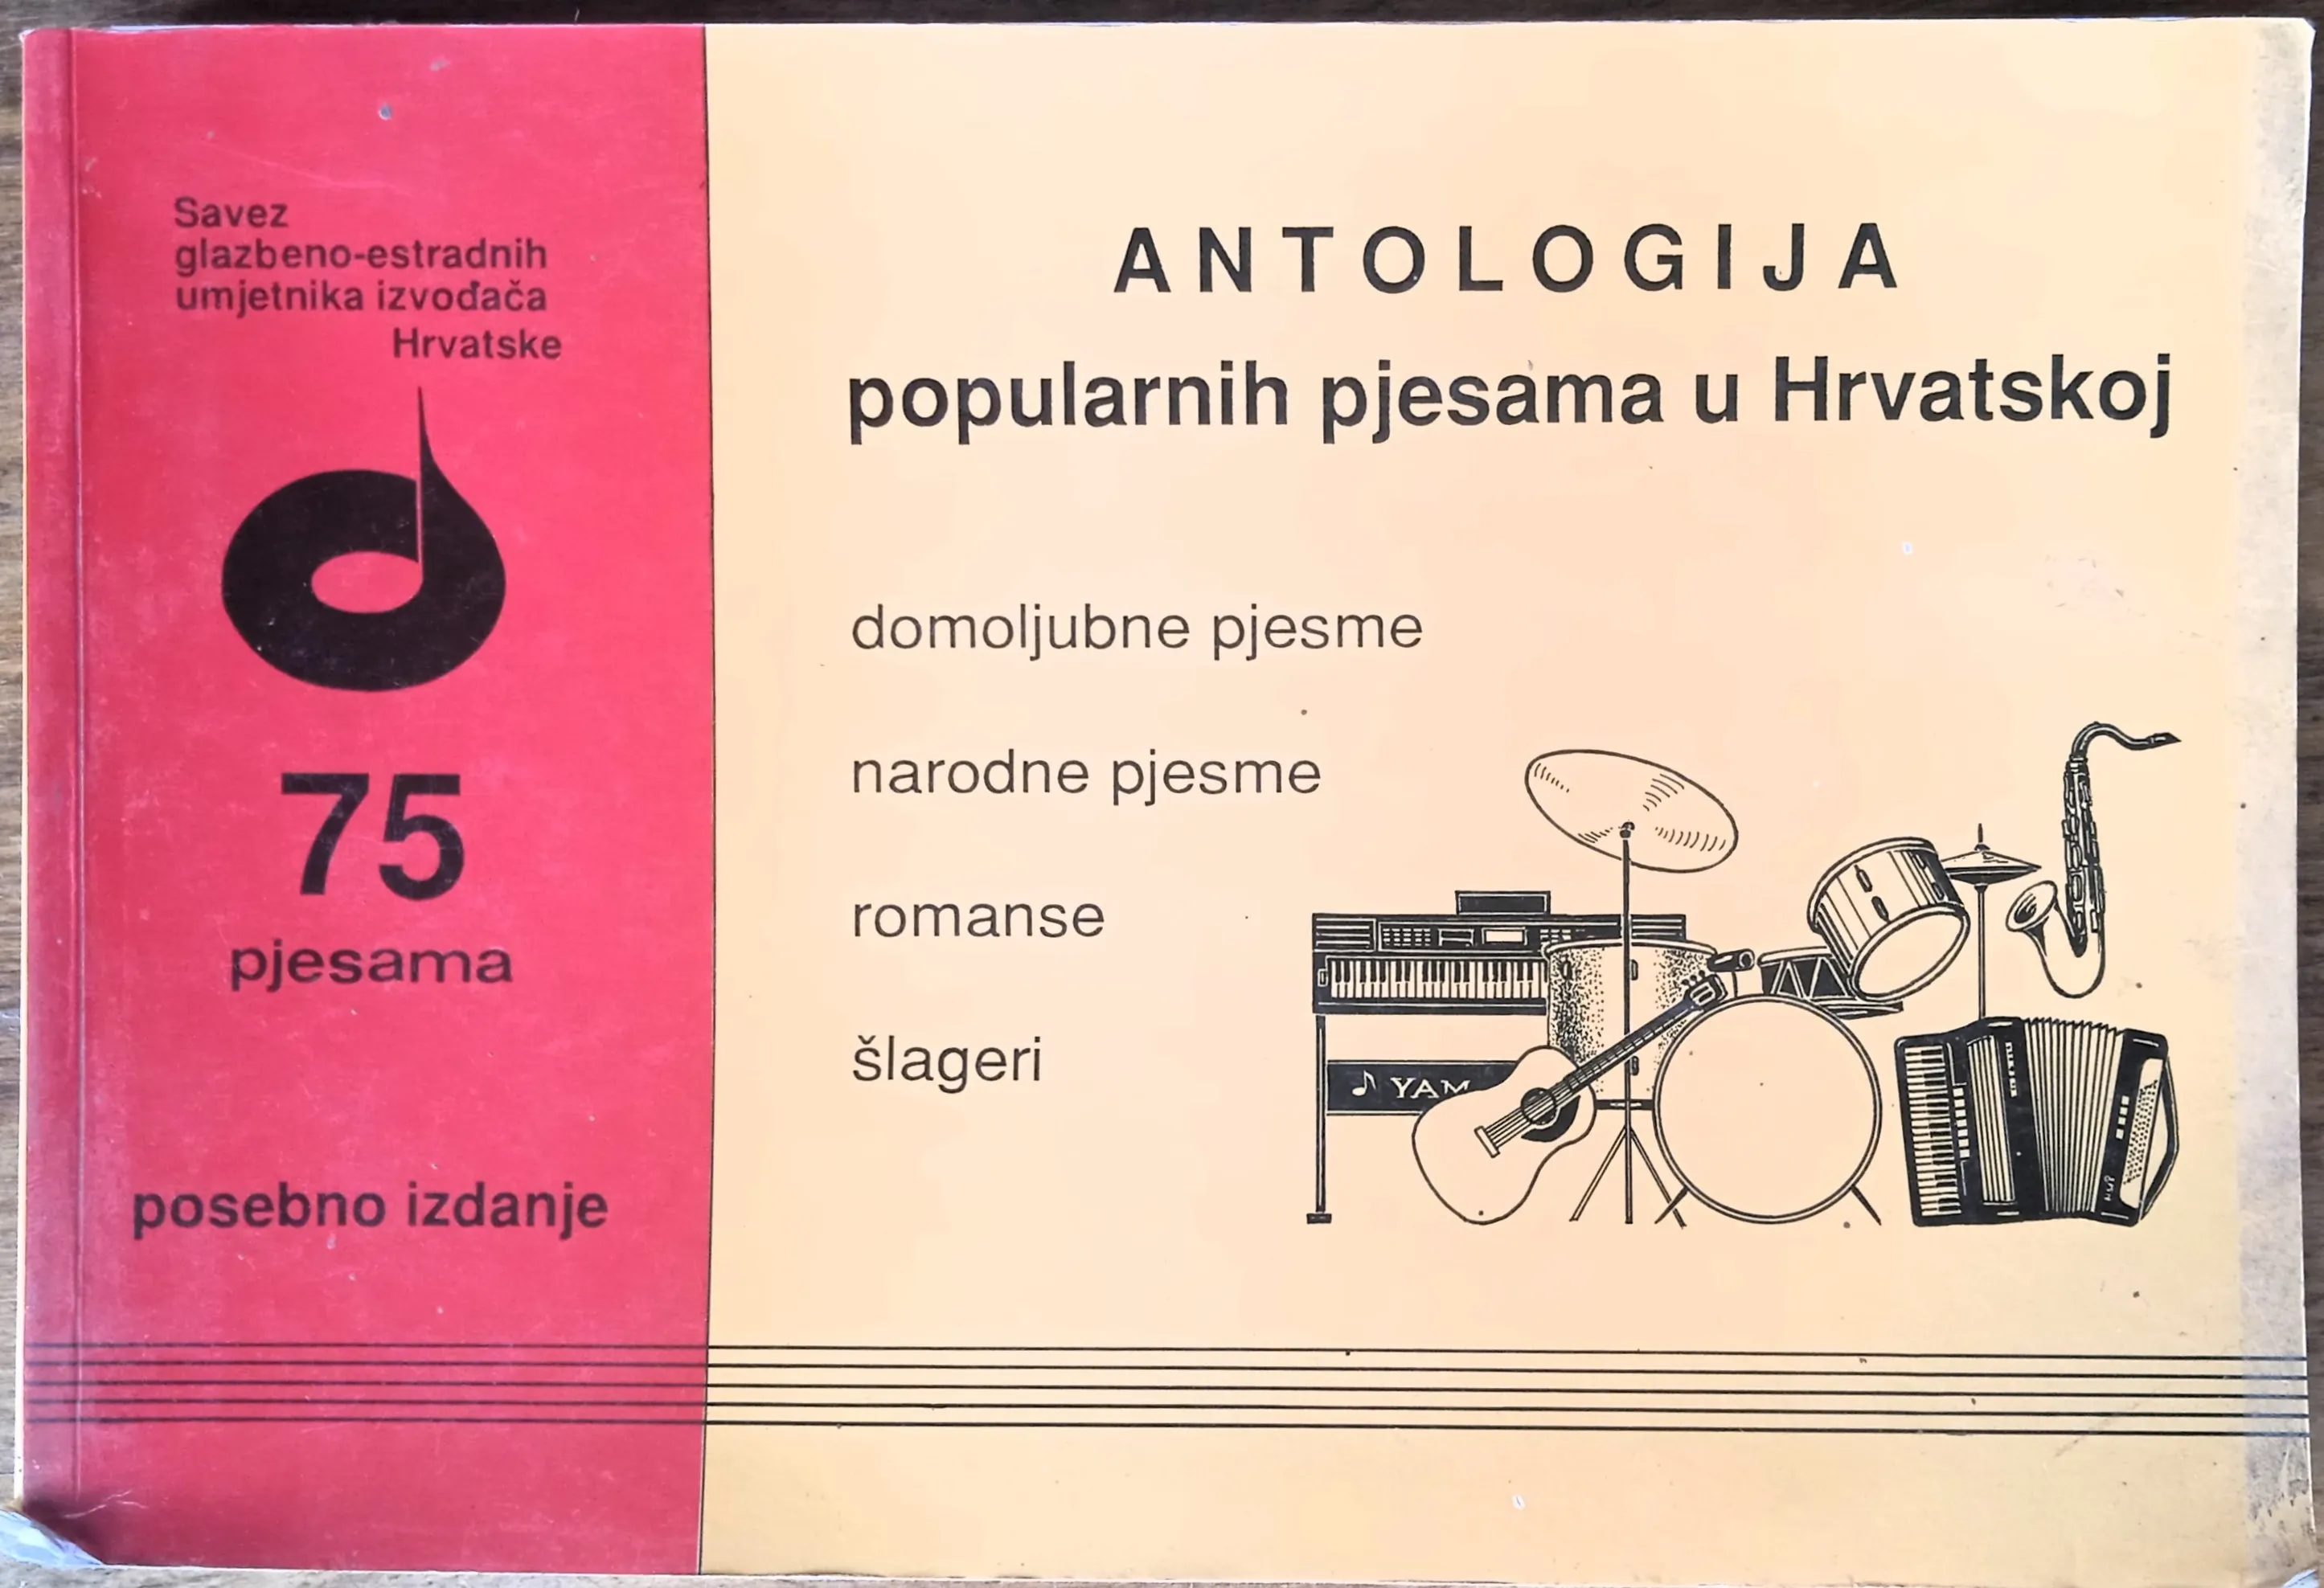 Savez
glazbeno-estradnih
umjetnika izvođača
Hrvatske
75
pjesama
posebno izdanje
ANTOLOGIJA
popularnih pjesama u Hrvatskoj
domoljubne pjesme
narodne pjesme
romanse
šlageri
YAM